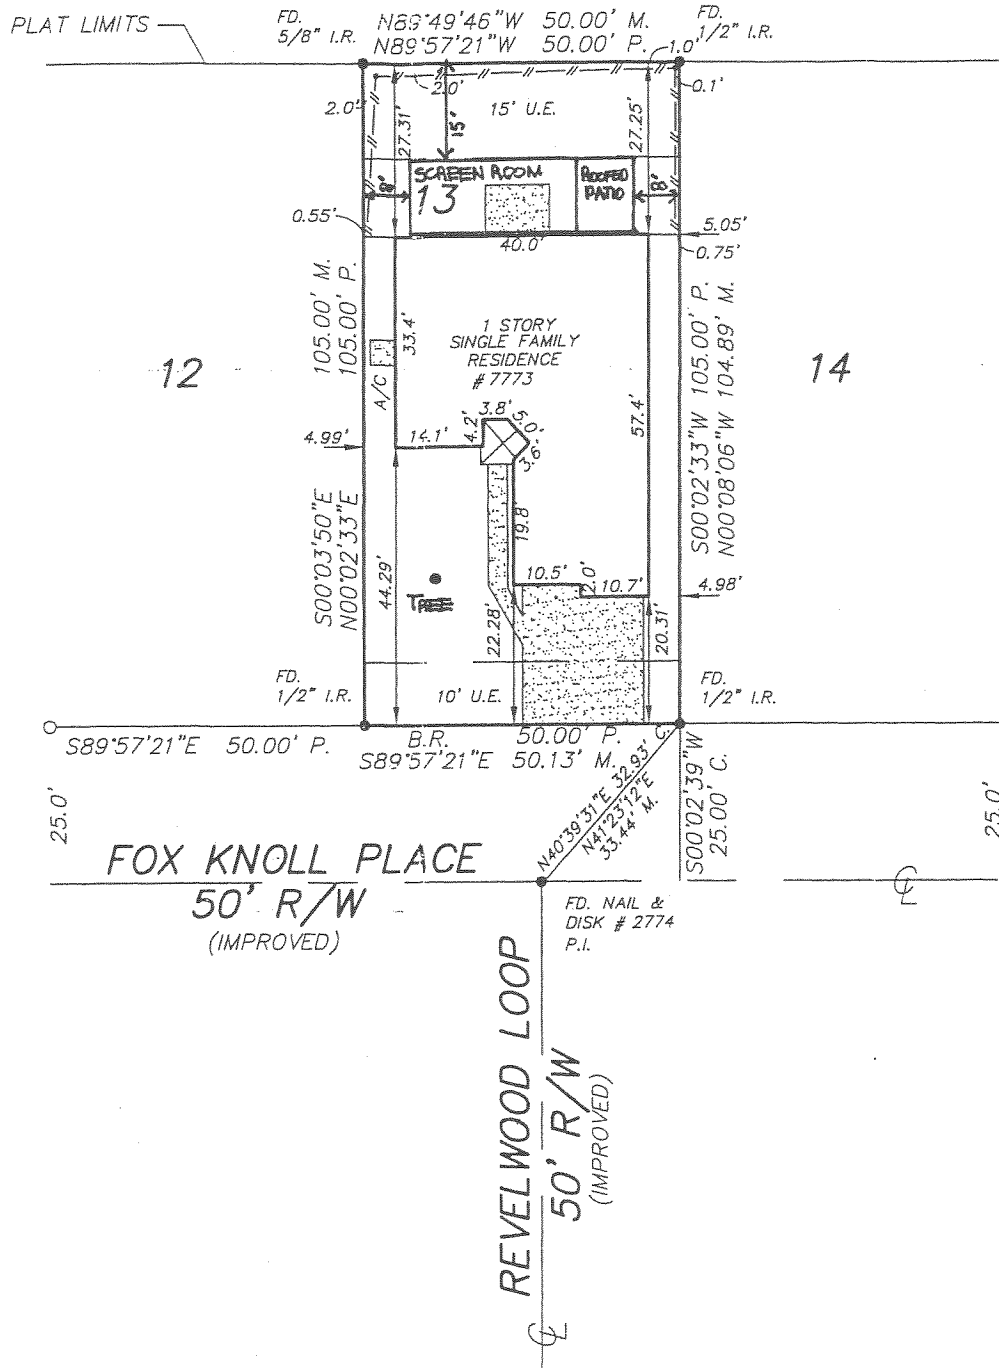 PLAT LIMITS
FD.
5/8" I.R.
N89°49'46"W 50.00' M.
N89°57'21"W 50.00' P.
FD.
1/2" I.R.
1.0'
2.0'
2.0'
0.1'
15' U.E.
27.31'
15'
27.25'
SCREEN ROOM
13
ROOFED
PATIO
8'
8'
0.55'
5.05'
40.0'
0.75'
105.00' M.
105.00' P.
33.4'
1 STORY
SINGLE FAMILY
RESIDENCE
# 7773
12
14
A/C
57.4'
S00°02'33"W 105.00' P.
N00°08'06"W 104.89' M.
3.8'
5.0'
4.2'
3.6'
4.99'
14.1'
S00°03'50"E
N00°02'33"E
44.29'
19.8'
TREE
10.5'
2.0'
10.7'
4.98'
22.28'
20.31'
FD.
1/2" I.R.
10' U.E.
FD.
1/2" I.R.
S89°57'21"E 50.00' P.
B.R.
50.00' P.
C.
S89°57'21"E 50.13' M.
N40°39'31"E 32.93'
N41°23'12"E
33.44' M.
S00°02'39"W
25.00' C.
25.0'
25.0'
FOX KNOLL PLACE
50' R/W
(IMPROVED)
FD. NAIL &
DISK # 2774
P.I.
REVELWOOD LOOP
50' R/W
(IMPROVED)